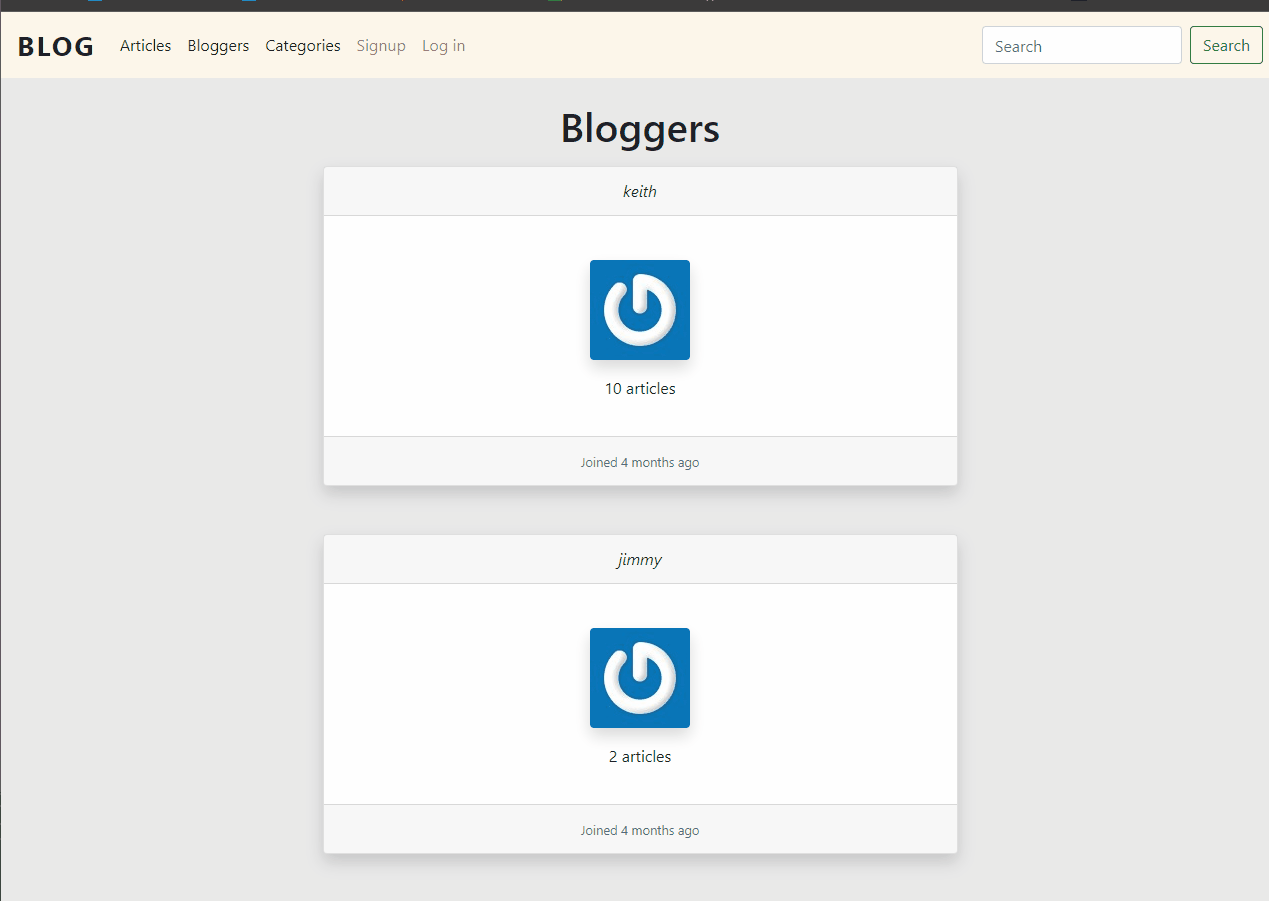 BLOG Articles Bloggers Categories Signup Log in Search Search
Bloggers
keith
10 articles
Joined 4 months ago
jimmy
2 articles
Joined 4 months ago